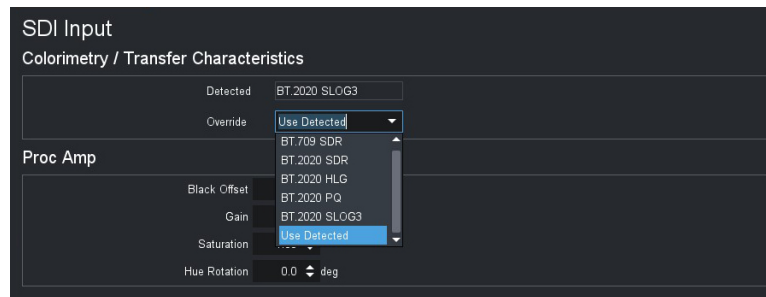 SDI Input
Colorimetry / Transfer Characteristics
Detected BT.2020 SLOG3
Override Use Detected
BT.709 SDR
BT.2020 SDR
BT.2020 HLG
BT.2020 PQ
BT.2020 SLOG3
Use Detected
Proc Amp
Black Offset
Gain
Saturation
Hue Rotation 0.0 deg